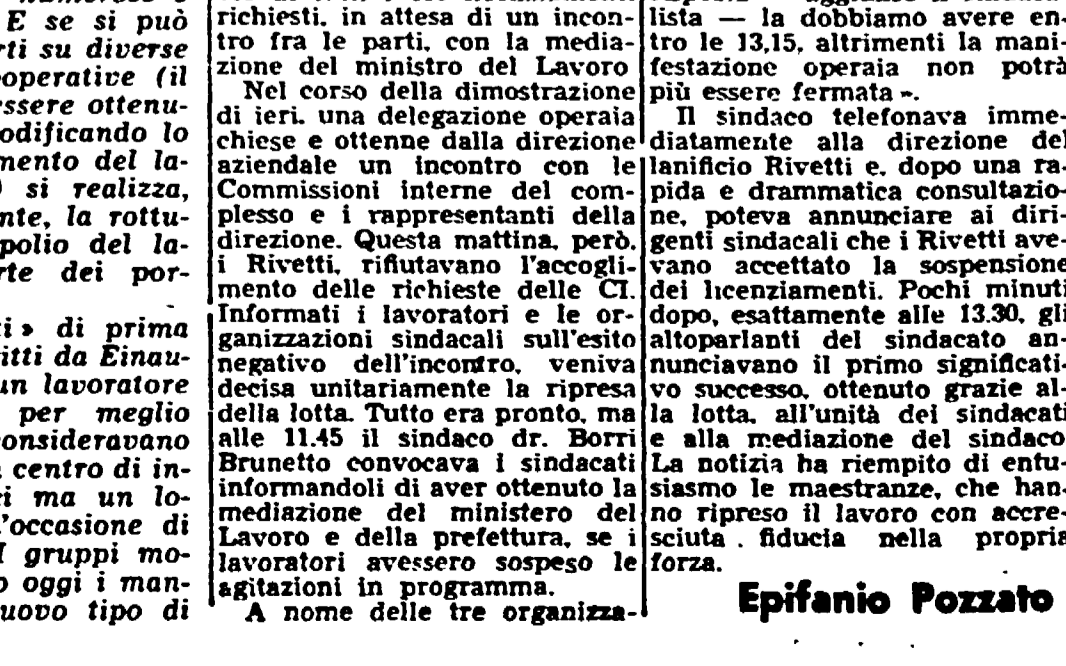 E se si può
rti su diverse
operative (il
essere ottenu-
odificando lo
mento del la-
si realizza,
nte, la rottu-
polio del la-
rte dei por-
ti » di prima
itti da Einau-
un lavoratore
per meglio
consideravano
centro di in-
ri ma un lo-
l'occasione di
I gruppi mo-
o oggi i man-
uovo tipo di
richiesti, in attesa di un incon-
tro fra le parti, con la media-
zione del ministro del Lavoro
Nel corso della dimostrazione
di ieri, una delegazione operaia
chiese e ottenne dalla direzione
aziendale un incontro con le
Commissioni interne del com-
plesso e i rappresentanti della
direzione. Questa mattina, però,
i Rivetti, rifiutavano l'accogli-
mento delle richieste delle CI.
Informati i lavoratori e le or-
ganizzazioni sindacali sull'esito
negativo dell'incontro, veniva
decisa unitariamente la ripresa
della lotta. Tutto era pronto, ma
alle 11.45 il sindaco dr. Borri
Brunetto convocava i sindacati
informandoli di aver ottenuto la
mediazione del ministero del
Lavoro e della prefettura, se i
lavoratori avessero sospeso le
agitazioni in programma.
A nome delle tre organizza-
lista — la dobbiamo avere en-
tro le 13,15, altrimenti la mani-
festazione operaia non potrà
più essere fermata ».
Il sindaco telefonava imme-
diatamente alla direzione del
lanificio Rivetti e, dopo una ra-
pida e drammatica consultazio-
ne, poteva annunciare ai diri-
genti sindacali che i Rivetti ave-
vano accettato la sospensione
dei licenziamenti. Pochi minuti
dopo, esattamente alle 13.30, gli
altoparlanti del sindacato an-
nunciavano il primo significati-
vo successo, ottenuto grazie al-
la lotta, all'unità dei sindacati
e alla mediazione del sindaco
La notizia ha riempito di entu-
siasmo le maestranze, che han-
no ripreso il lavoro con accre-
sciuta fiducia nella propria
forza.
Epifanio Pozzato